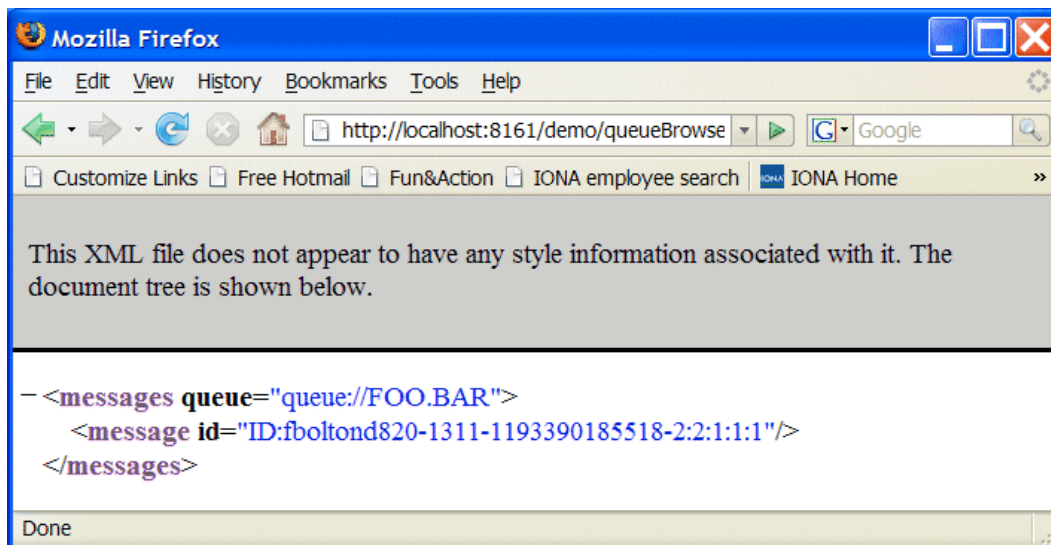 Mozilla Firefox
File Edit View History Bookmarks Tools Help
http://localhost:8161/demo/queueBrowse G Google
Customize Links Free Hotmail Fun&Action IONA employee search IONA IONA Home »
This XML file does not appear to have any style information associated with it. The
document tree is shown below.
− <messages queue="queue://FOO.BAR">
<message id="ID:fboltond820-1311-1193390185518-2:2:1:1:1"/>
</messages>
Done